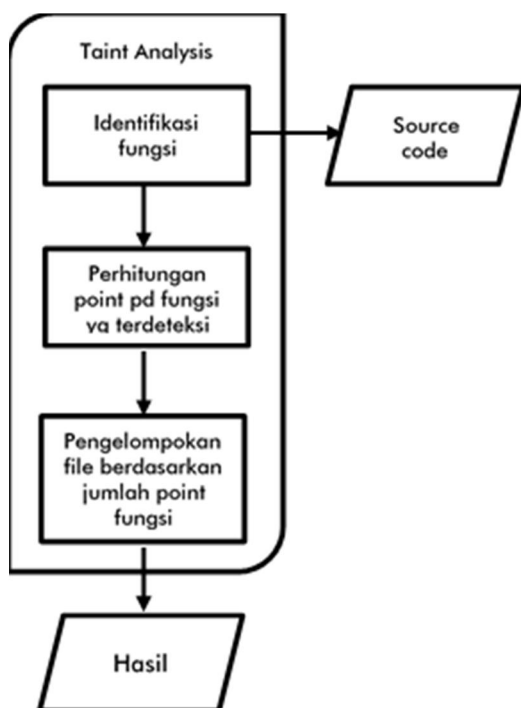 Taint Analysis
Identifikasi
fungsi
Source
code
Perhitungan
point pd fungsi
yg terdeteksi
Pengelompokan
file berdasarkan
jumlah point
fungsi
Hasil